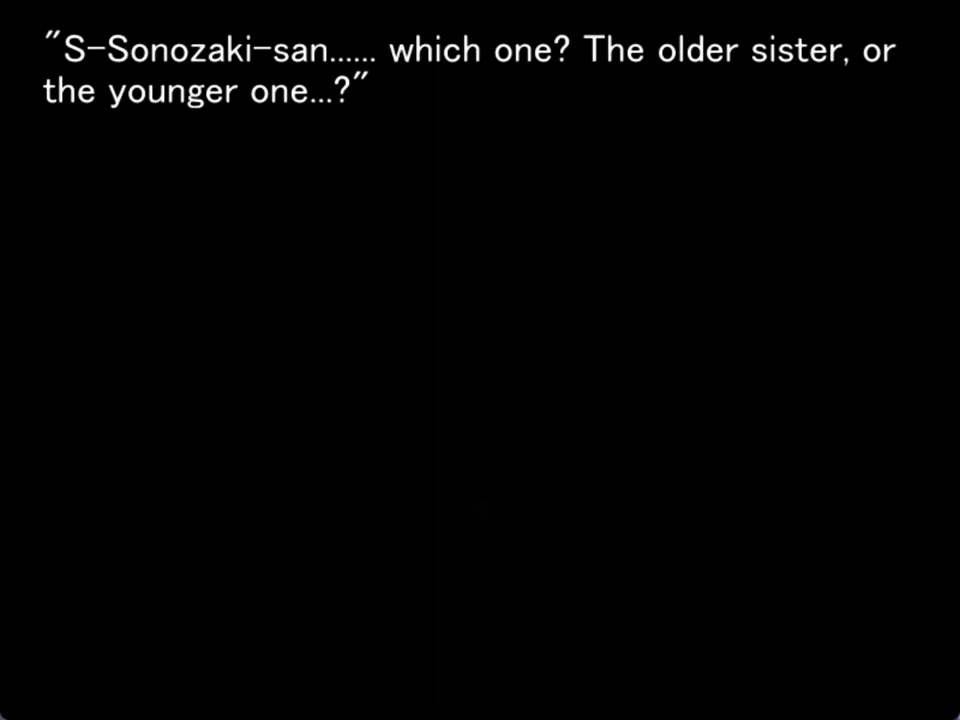 "S-Sonozaki-san...... which one? The older sister, or
the younger one...?"